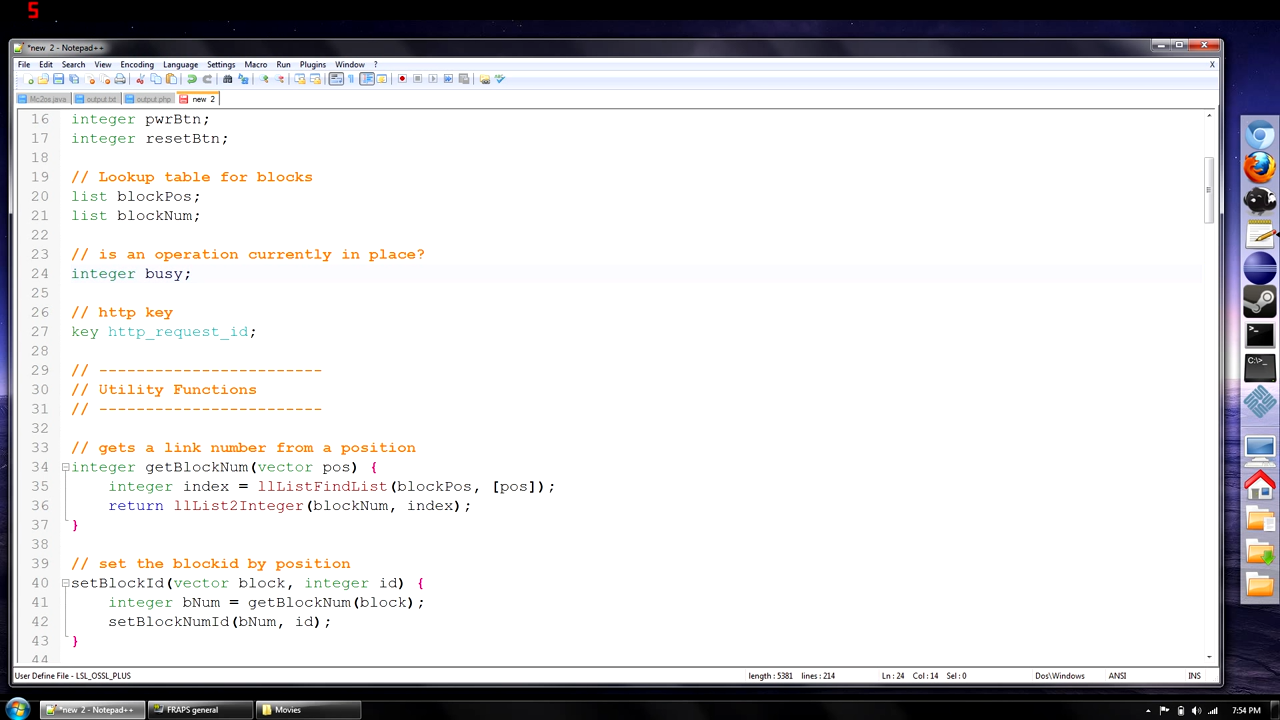 5
*new 2 - Notepad++
File Edit Search View Encoding Language Settings Macro Run Plugins Window ? X
Mc2os.java output.txt output.php new 2
16 integer pwrBtn;
17 integer resetBtn;
18
19 // Lookup table for blocks
20 list blockPos;
21 list blockNum;
22
23 // is an operation currently in place?
24 integer busy;
25
26 // http key
27 key http_request_id;
28
29 // ------------------------
30 // Utility Functions
31 // ------------------------
32
33 // gets a link number from a position
34 integer getBlockNum(vector pos) {
35 integer index = llListFindList(blockPos, [pos]);
36 return llList2Integer(blockNum, index);
37 }
38
39 // set the blockid by position
40 setBlockId(vector block, integer id) {
41 integer bNum = getBlockNum(block);
42 setBlockNumId(bNum, id);
43 }
44
User Define File - LSL_OSSL_PLUS length : 5381 lines : 214 Ln : 24 Col : 14 Sel : 0 Dos\Windows ANSI INS
*new 2 - Notepad++ FRAPS general Movies 7:54 PM